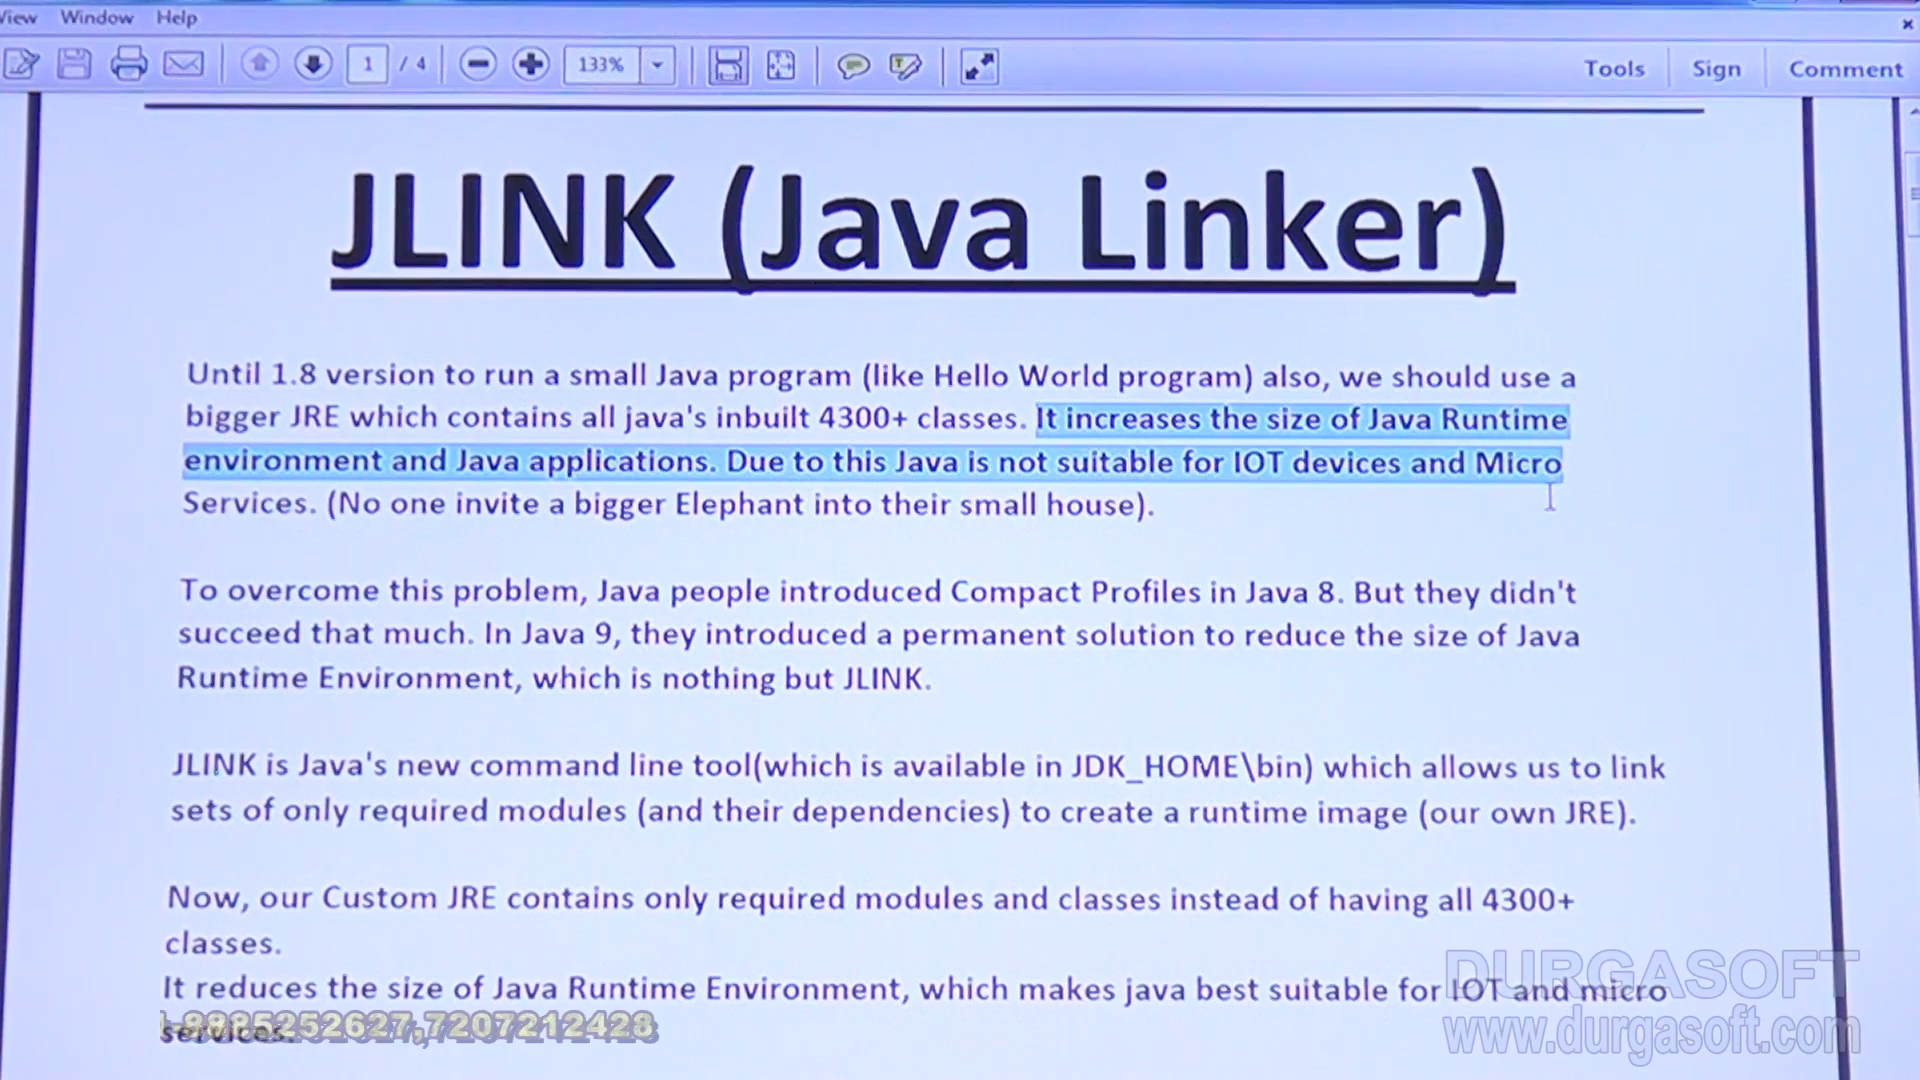 View Window Help
1 / 4 133% Tools Sign Comment
JLINK (Java Linker)
Until 1.8 version to run a small Java program (like Hello World program) also, we should use a
bigger JRE which contains all java's inbuilt 4300+ classes. It increases the size of Java Runtime
environment and Java applications. Due to this Java is not suitable for IOT devices and Micro
Services. (No one invite a bigger Elephant into their small house).
To overcome this problem, Java people introduced Compact Profiles in Java 8. But they didn't
succeed that much. In Java 9, they introduced a permanent solution to reduce the size of Java
Runtime Environment, which is nothing but JLINK.
JLINK is Java's new command line tool(which is available in JDK_HOME\bin) which allows us to link
sets of only required modules (and their dependencies) to create a runtime image (our own JRE).
Now, our Custom JRE contains only required modules and classes instead of having all 4300+
classes.
It reduces the size of Java Runtime Environment, which makes java best suitable for IOT and micro
services.
8985252627,7207212428
DURGASOFT
www.durgasoft.com